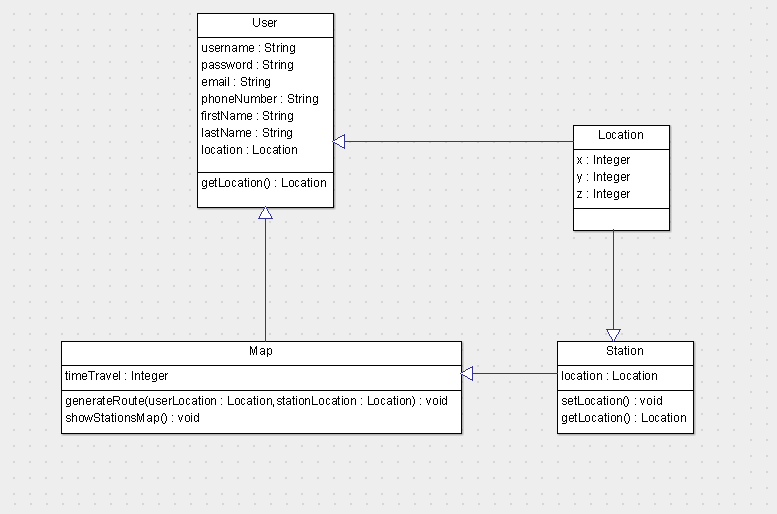 User
username : String
password : String
email : String
phoneNumber : String
firstName : String
lastName : String
location : Location
getLocation() : Location
Location
x : Integer
y : Integer
z : Integer
Map
timeTravel : Integer
generateRoute(userLocation : Location,stationLocation : Location) : void
showStationsMap() : void
Station
location : Location
setLocation() : void
getLocation() : Location